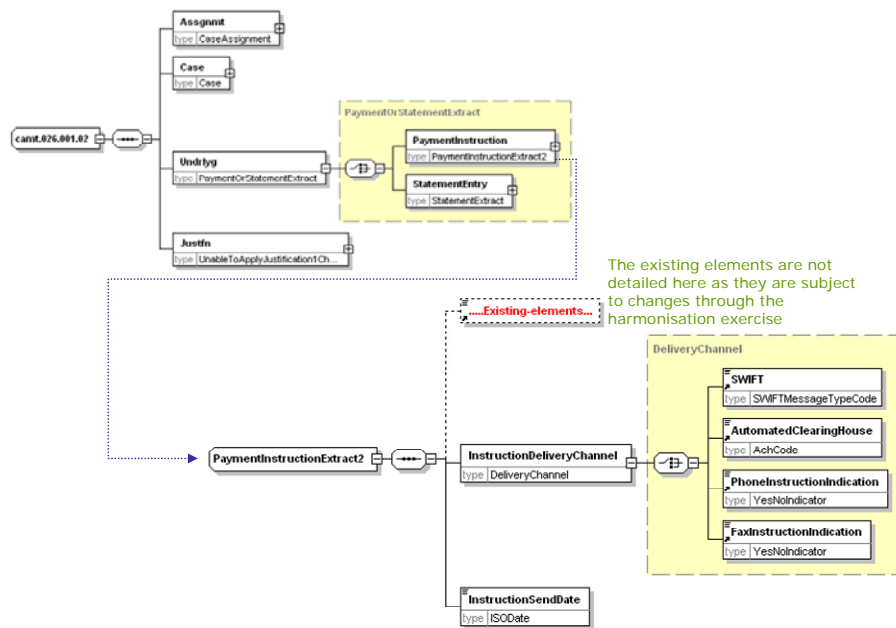 Assgnmt
type CaseAssignment
Case
type Case
camt.026.001.02
PaymentOrStatementExtract
PaymentInstruction
type PaymentInstructionExtract2
Undrlyg
type PaymentOrStatementExtract
StatementEntry
type StatementExtract
Justfn
type UnableToApplyJustification1Ch...
The existing elements are not
detailed here as they are subject
to changes through the
harmonisation exercise
.....Existing-elements...
DeliveryChannel
SWIFT
type SWIFTMessageTypeCode
AutomatedClearingHouse
type AchCode
PaymentInstructionExtract2
InstructionDeliveryChannel
type DeliveryChannel
PhoneInstructionIndication
type YesNoIndicator
FaxInstructionIndication
type YesNoIndicator
InstructionSendDate
type ISODate